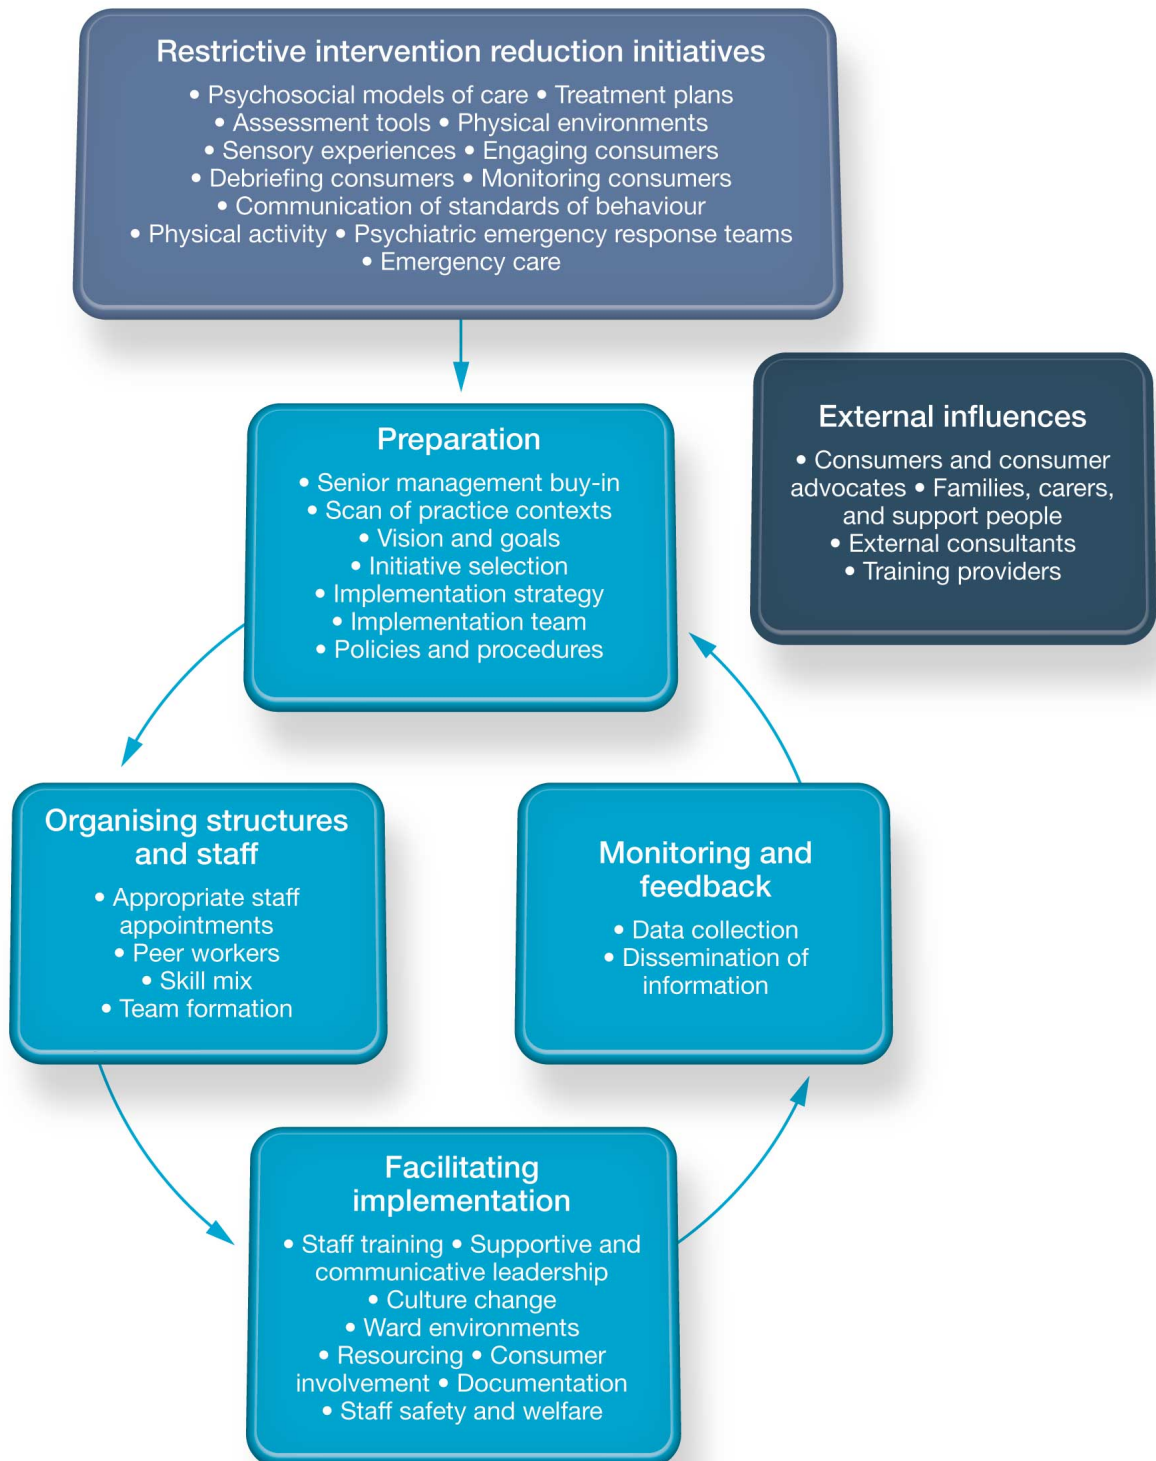 Restrictive intervention reduction initiatives
• Psychosocial models of care • Treatment plans
• Assessment tools • Physical environments
• Sensory experiences • Engaging consumers
• Debriefing consumers • Monitoring consumers
• Communication of standards of behaviour
• Physical activity • Psychiatric emergency response teams
• Emergency care
Preparation
• Senior management buy-in
• Scan of practice contexts
• Vision and goals
• Initiative selection
• Implementation strategy
• Implementation team
• Policies and procedures
External influences
• Consumers and consumer
advocates • Families, carers,
and support people
• External consultants
• Training providers
Organising structures
and staff
• Appropriate staff
appointments
• Peer workers
• Skill mix
• Team formation
Monitoring and
feedback
• Data collection
• Dissemination of
information
Facilitating
implementation
• Staff training • Supportive and
communicative leadership
• Culture change
• Ward environments
• Resourcing • Consumer
involvement • Documentation
• Staff safety and welfare